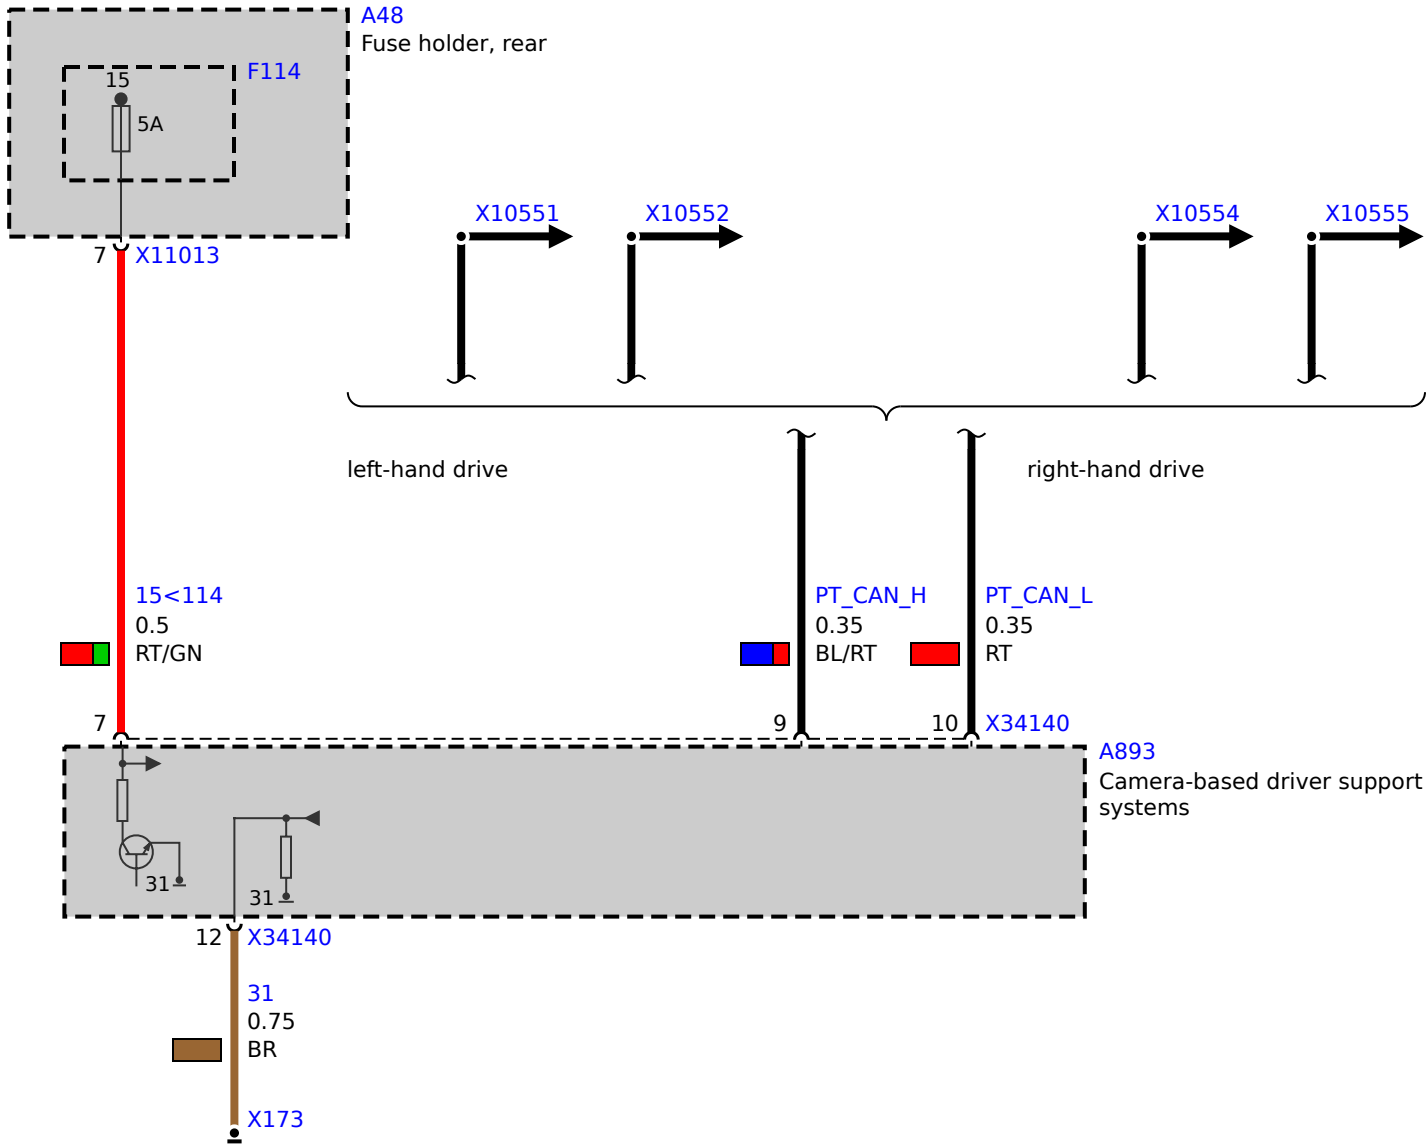 A48
Fuse holder, rear
F114
15
5A
7 X11013
X10551
X10552
X10554
X10555
left-hand drive
right-hand drive
15<114
0.5
RT/GN
PT_CAN_H
0.35
BL/RT
PT_CAN_L
0.35
RT
7
9
10 X34140
A893
Camera-based driver support
systems
31
31
12 X34140
31
0.75
BR
X173